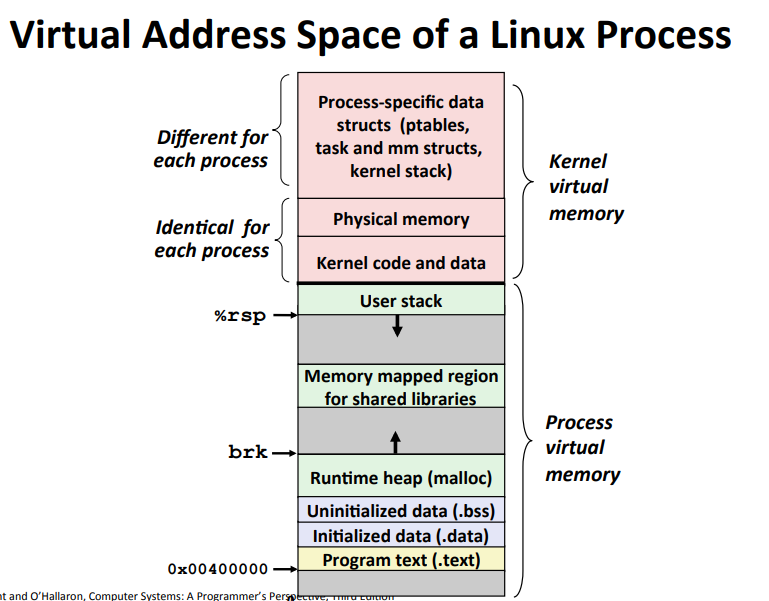 Virtual Address Space of a Linux Process
Process-specific data
structs (ptables,
task and mm structs,
kernel stack)
Different for
each process
Kernel
virtual
memory
Physical memory
Identical for
each process
Kernel code and data
User stack
%rsp
Memory mapped region
for shared libraries
Process
virtual
memory
brk
Runtime heap (malloc)
Uninitialized data (.bss)
Initialized data (.data)
Program text (.text)
0x00400000
and O'Hallaron, Computer Systems: A Programmer's Perspective, Third Edition